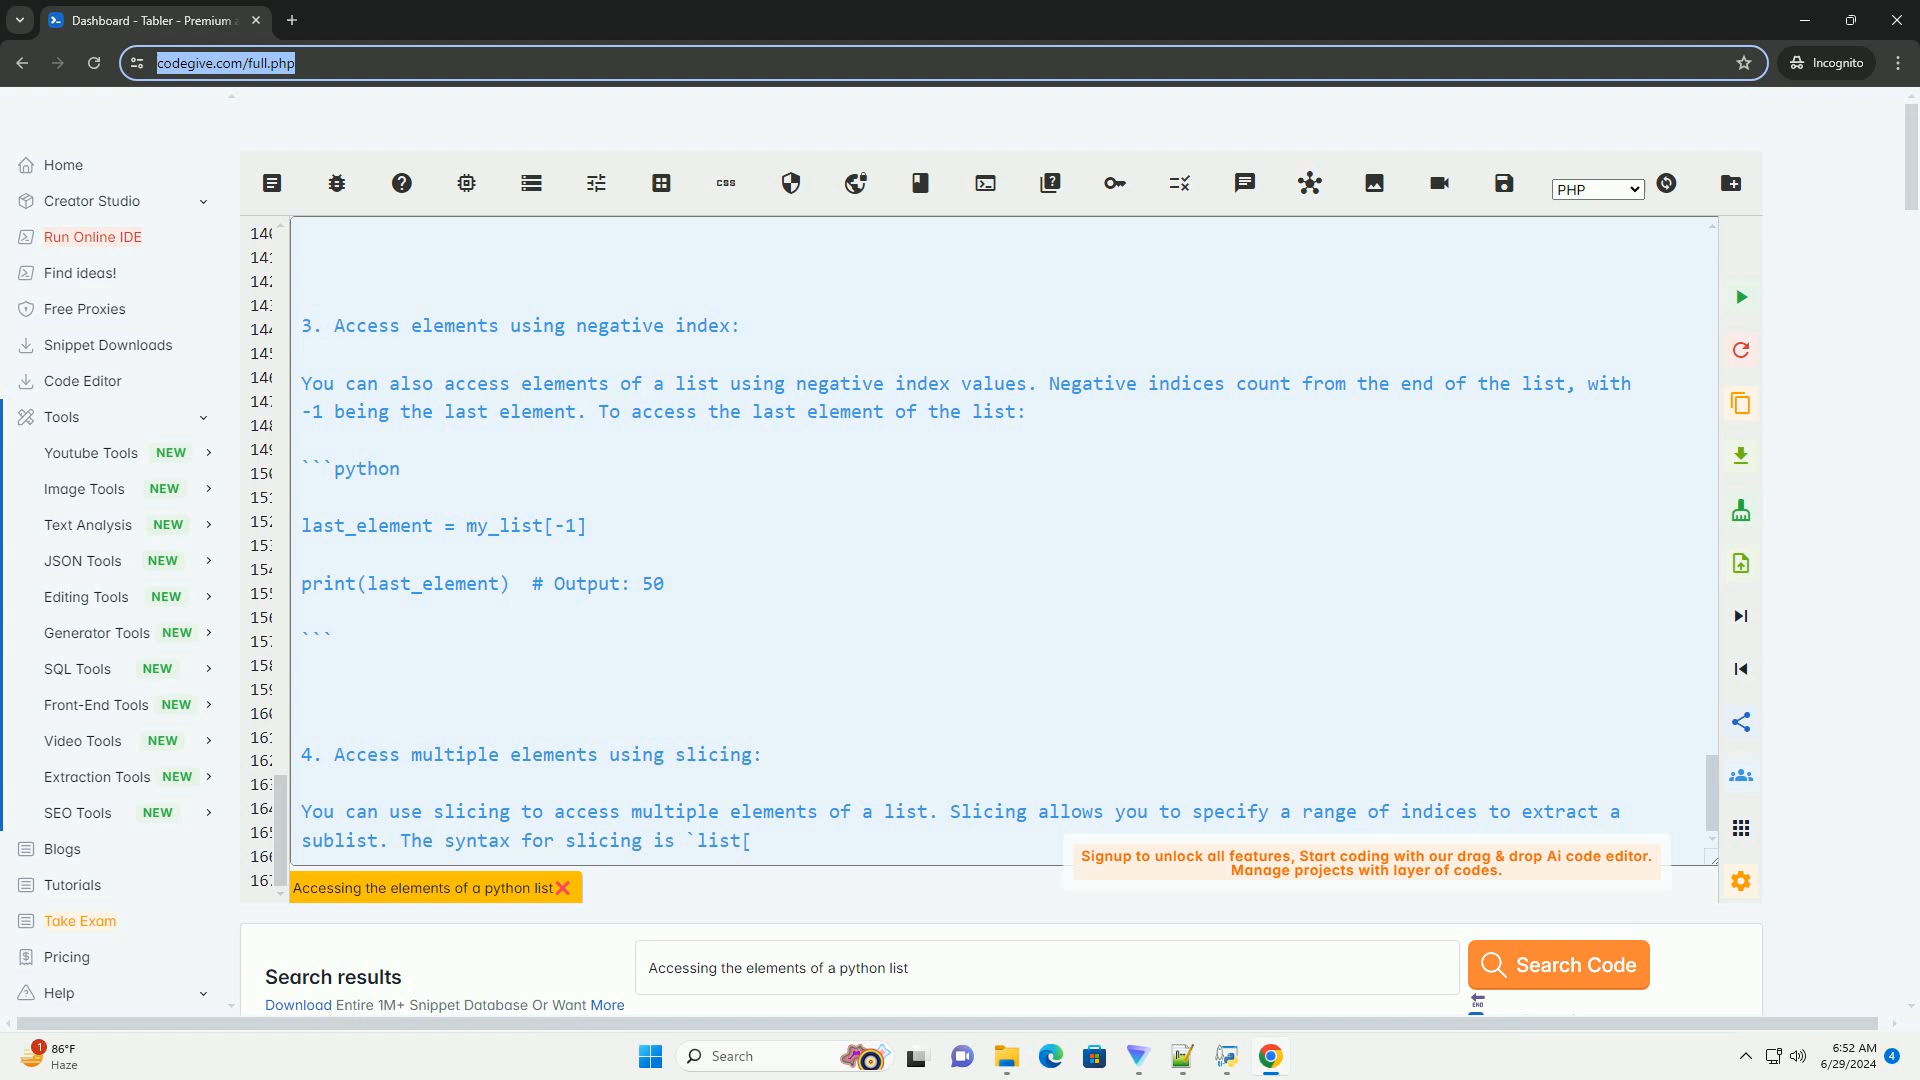 Dashboard - Tabler - Premium
codegive.com/full.php
Incognito
Home
Creator Studio
Run Online IDE
Find ideas!
Free Proxies
Snippet Downloads
Code Editor
Tools
Youtube Tools NEW
Image Tools NEW
Text Analysis NEW
JSON Tools NEW
Editing Tools NEW
Generator Tools NEW
SQL Tools NEW
Front-End Tools NEW
Video Tools NEW
Extraction Tools NEW
SEO Tools NEW
Blogs
Tutorials
Take Exam
Pricing
Help
css
PHP
3. Access elements using negative index:
You can also access elements of a list using negative index values. Negative indices count from the end of the list, with
-1 being the last element. To access the last element of the list:
```python
last_element = my_list[-1]
print(last_element)  # Output: 50
```
4. Access multiple elements using slicing:
You can use slicing to access multiple elements of a list. Slicing allows you to specify a range of indices to extract a
sublist. The syntax for slicing is `list[
Signup to unlock all features, Start coding with our drag & drop Ai code editor.
Manage projects with layer of codes.
Accessing the elements of a python list
Search results
Download Entire 1M+ Snippet Database Or Want More
Accessing the elements of a python list
Search Code
END
1
86°F
Haze
Search
6:52 AM
6/29/2024
4